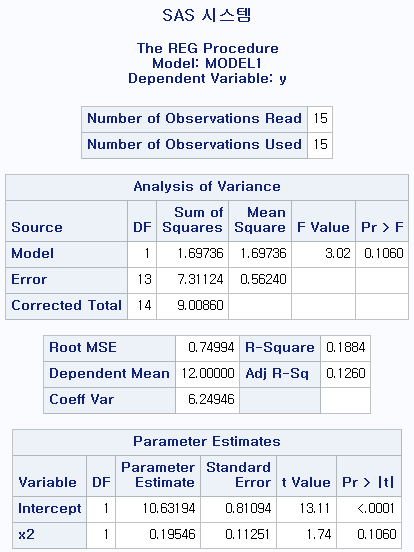 SAS 시스템
The REG Procedure
Model: MODEL1
Dependent Variable: y
Number of Observations Read 15
Number of Observations Used 15
Analysis of Variance
Source DF Sum of Squares Mean Square F Value Pr > F
Model 1 1.69736 1.69736 3.02 0.1060
Error 13 7.31124 0.56240
Corrected Total 14 9.00860
Root MSE 0.74994 R-Square 0.1884
Dependent Mean 12.00000 Adj R-Sq 0.1260
Coeff Var 6.24946
Parameter Estimates
Variable DF Parameter Estimate Standard Error t Value Pr > |t|
Intercept 1 10.63194 0.81094 13.11 <.0001
x2 1 0.19546 0.11251 1.74 0.1060